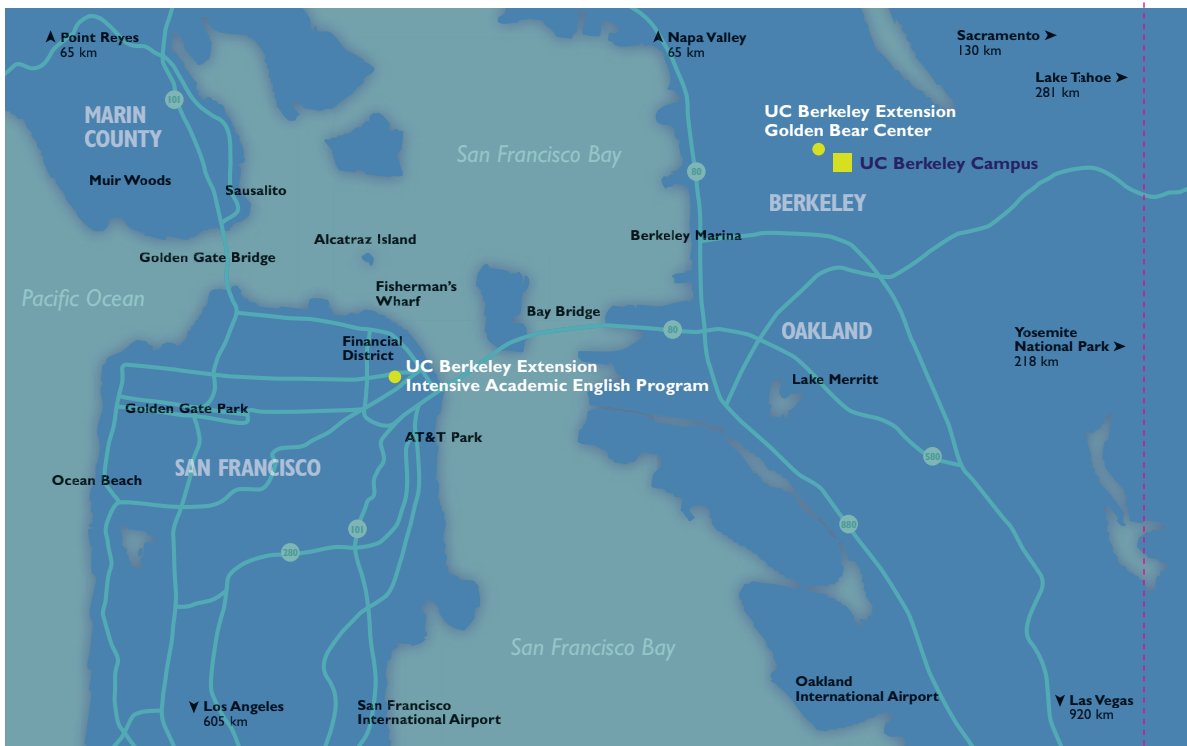 Point Reyes
65 km
Napa Valley
65 km
Sacramento
130 km
Lake Tahoe
281 km
101
MARIN
COUNTY
UC Berkeley Extension
Golden Bear Center
San Francisco Bay
UC Berkeley Campus
80
Muir Woods
Sausalito
BERKELEY
Berkeley Marina
Alcatraz Island
Golden Gate Bridge
Pacific Ocean
Fisherman's
Wharf
Bay Bridge
80
OAKLAND
Financial
District
Yosemite
National Park
218 km
UC Berkeley Extension
Intensive Academic English Program
Lake Merritt
Golden Gate Park
AT&T Park
SAN FRANCISCO
580
Ocean Beach
101
880
280
San Francisco Bay
Oakland
International Airport
Los Angeles
605 km
San Francisco
International Airport
Las Vegas
920 km